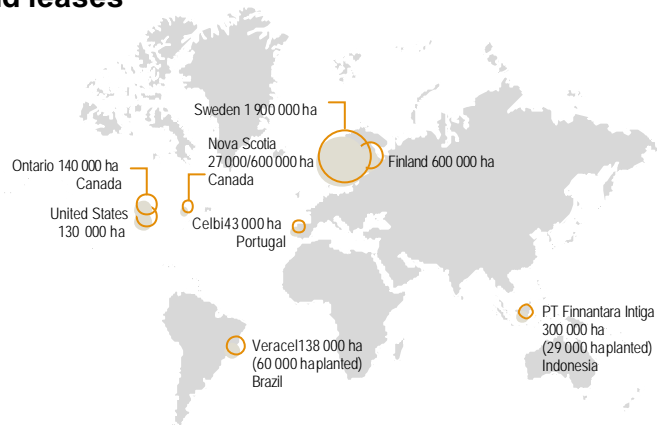 leases
Sweden 1 900 000 ha
Nova Scotia
27 000/600 000 ha
Canada
Finland 600 000 ha
Ontario 140 000 ha
Canada
United States
130 000 ha
Celbi43 000 ha
Portugal
PT Finnantara Intiga
300 000 ha
(29 000 haplanted)
Indonesia
Veracel138 000 ha
(60 000 haplanted)
Brazil